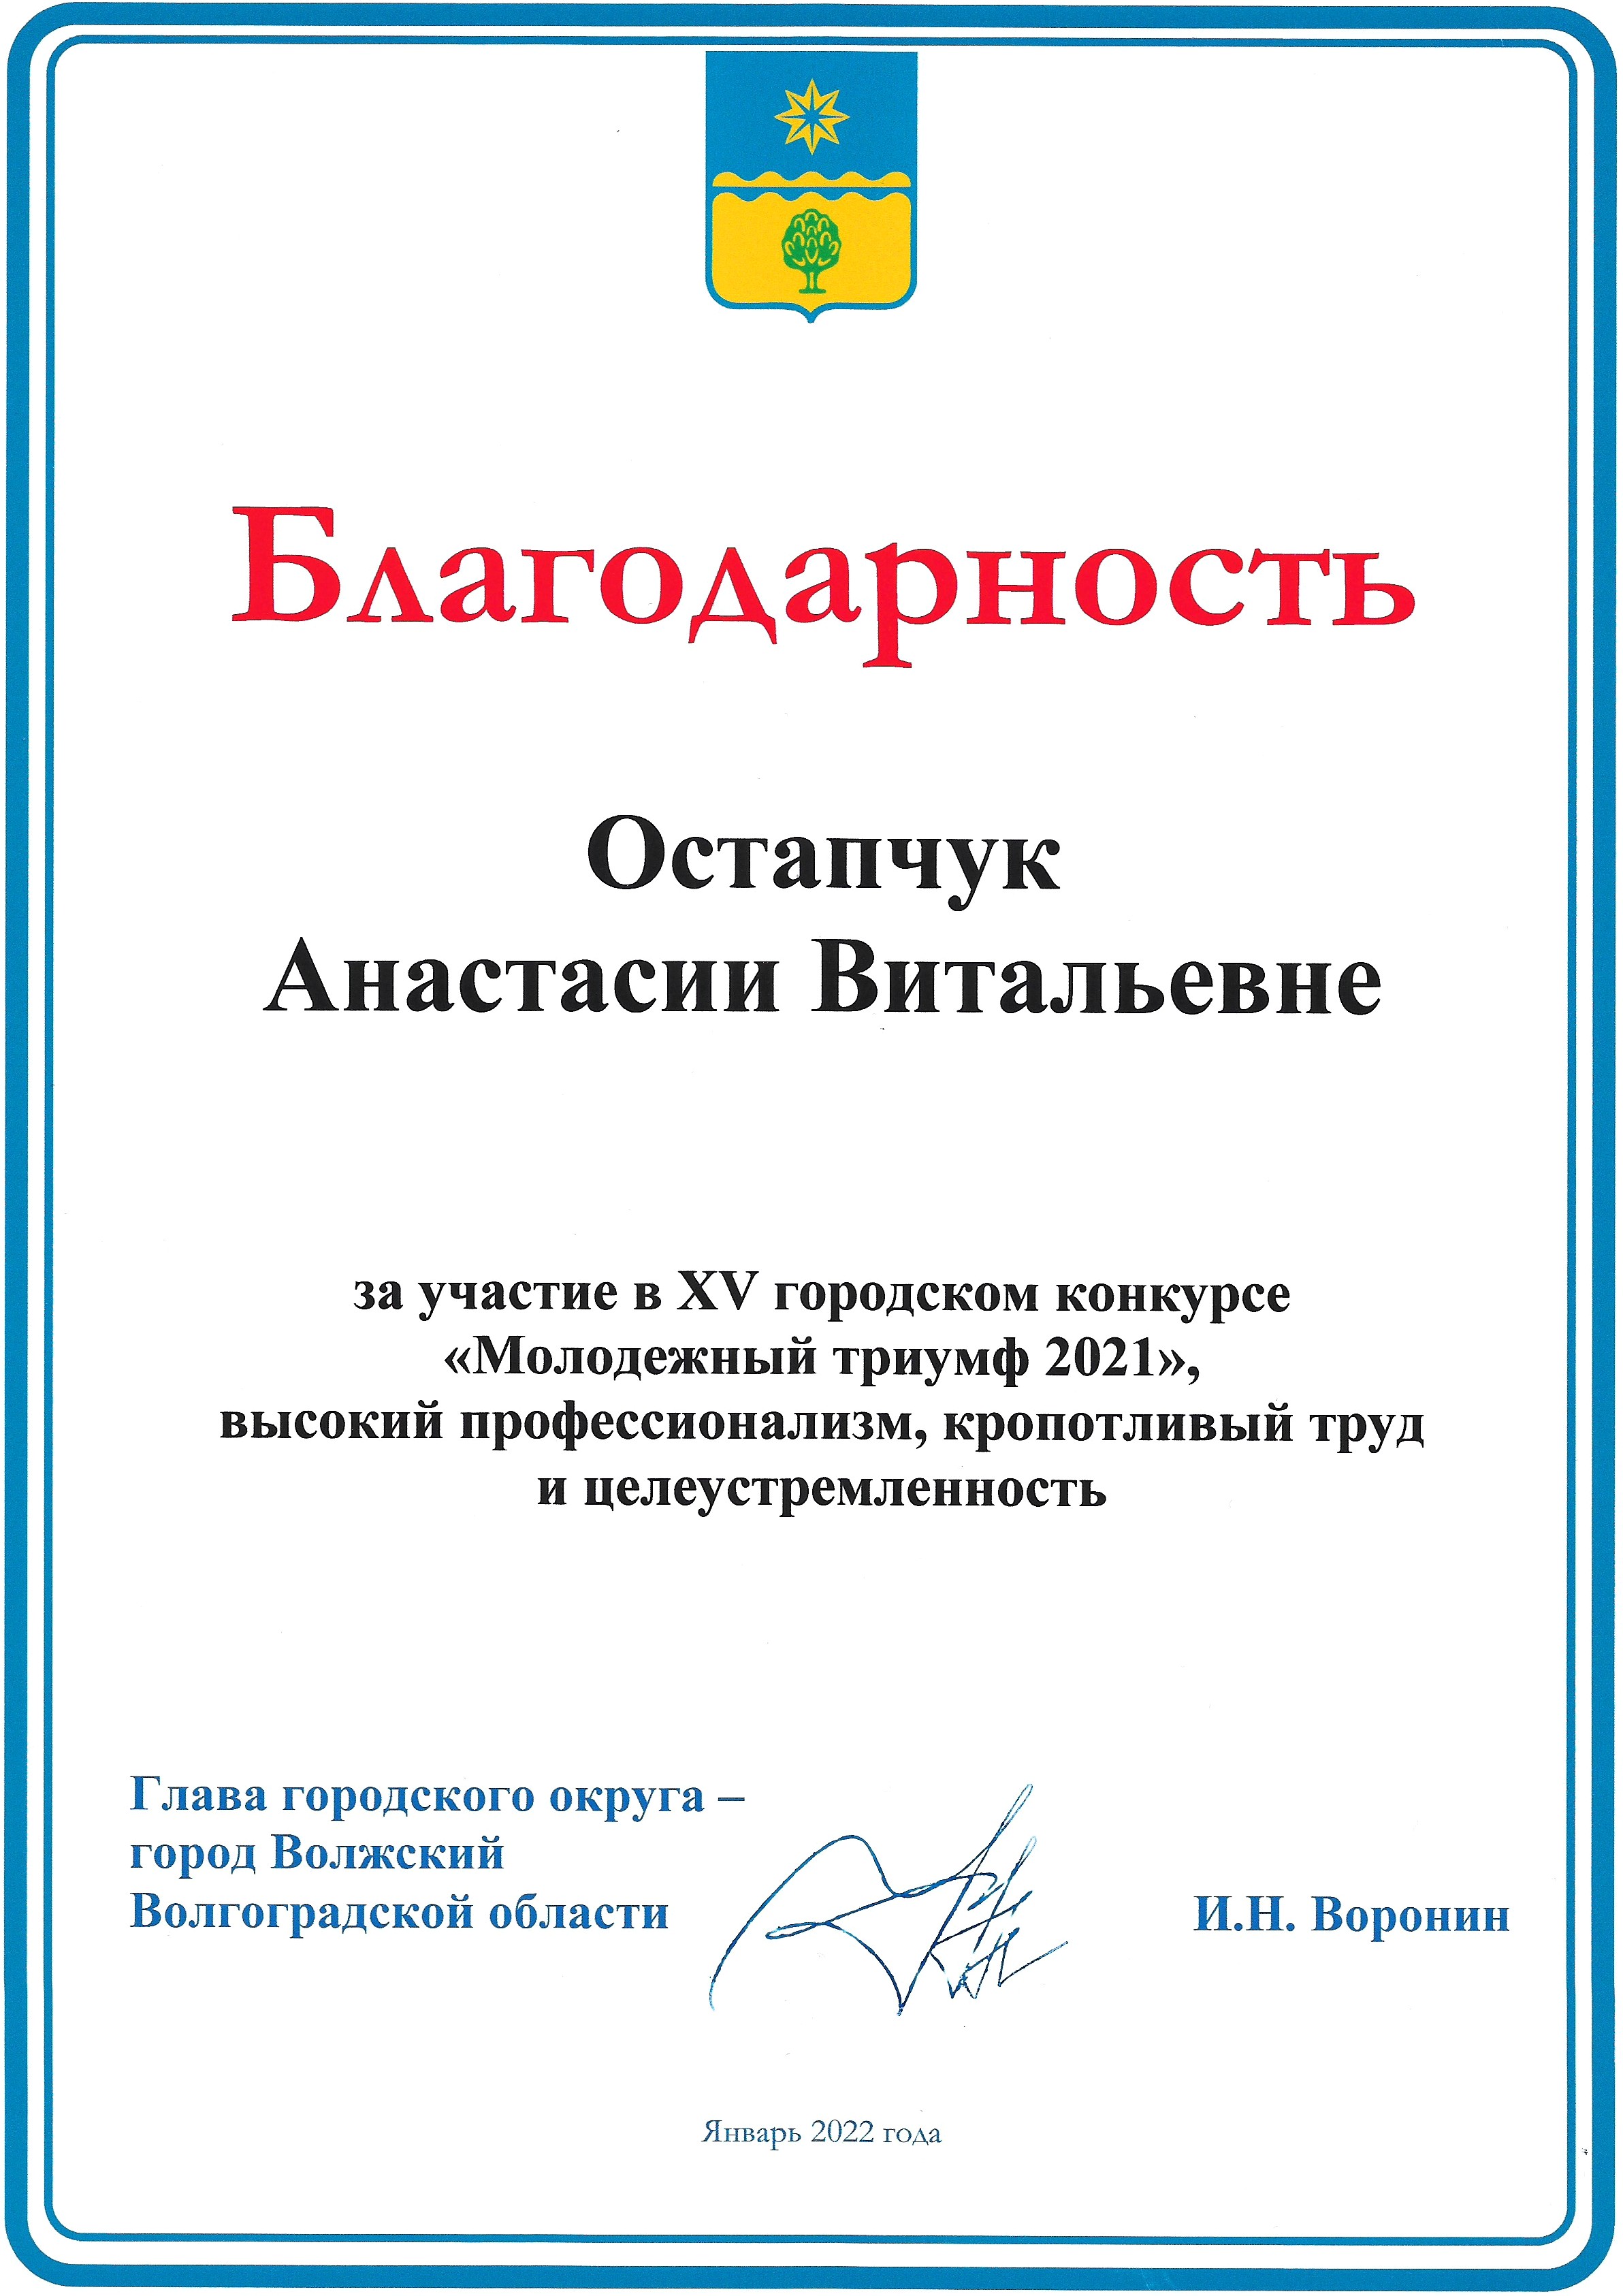 Благодарность
Остапчук
Анастасии Витальевне
за участие в XV городском конкурсе
«Молодежный триумф 2021»,
высокий профессионализм, кропотливый труд
и целеустремленность
Глава городского округа –
город Волжский
Волгоградской области
И.Н. Воронин
Январь 2022 года